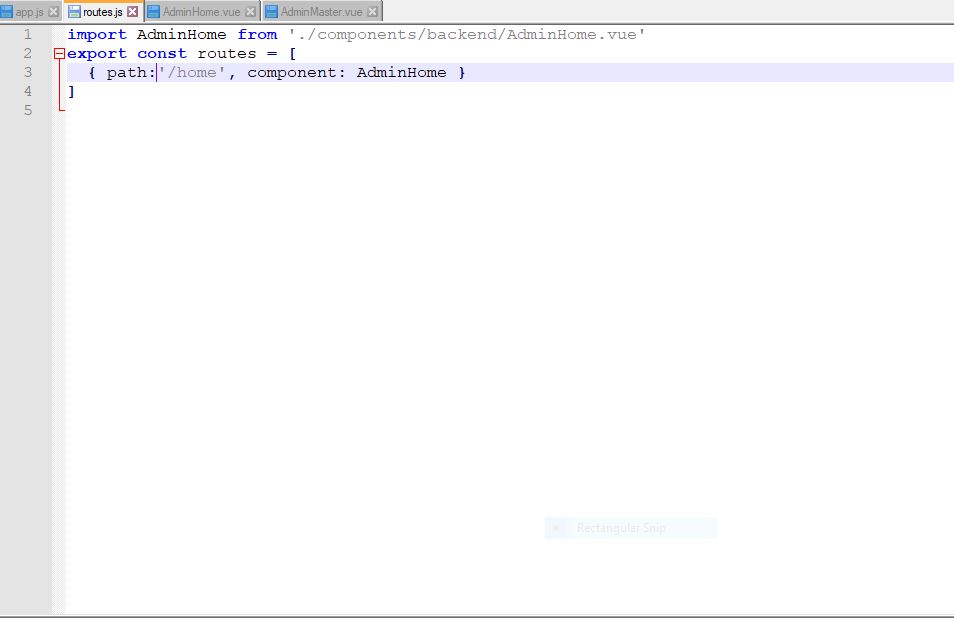 app.js routes.js AdminHome.vue AdminMaster.vue
1 import AdminHome from './components/backend/AdminHome.vue'
2 export const routes = [
3 { path:'/home', component: AdminHome }
4 ]
5
Rectangular Snip